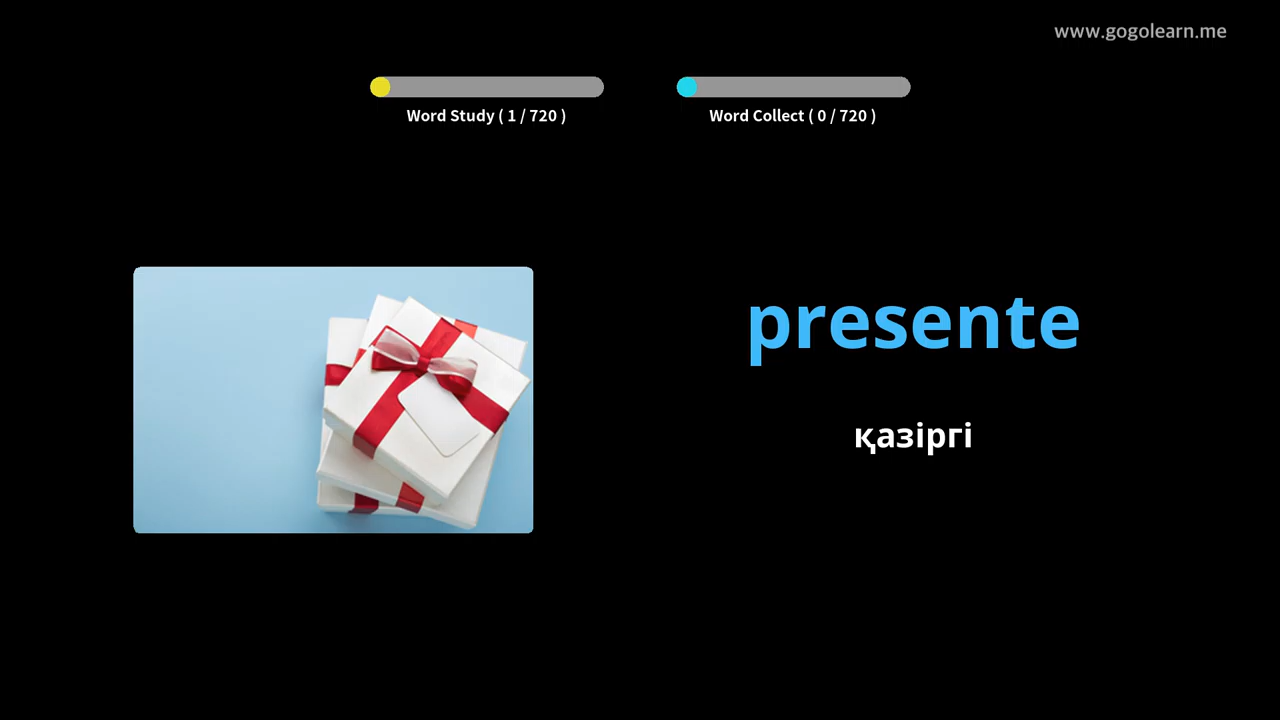 www.gogolearn.me
Word Study ( 1 / 720 )
Word Collect ( 0 / 720 )
presente
қазіргі